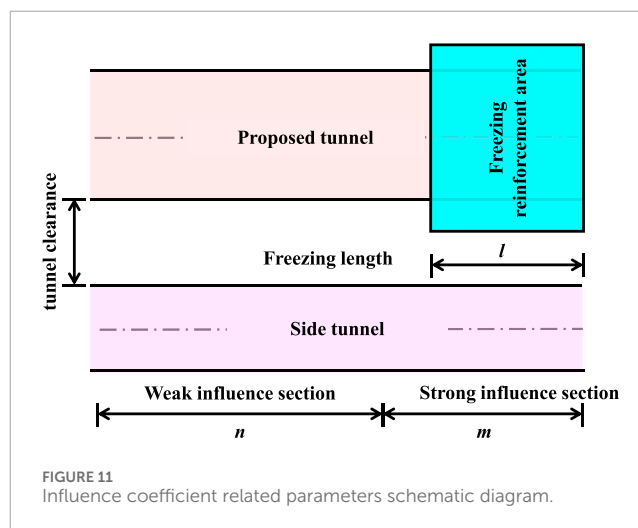 Proposed tunnel
Freezing
reinforcement area
tunnel clearance
Freezing length
l
Side tunnel
Weak influence section
Strong influence section
n
m
FIGURE 11
Influence coefficient related parameters schematic diagram.